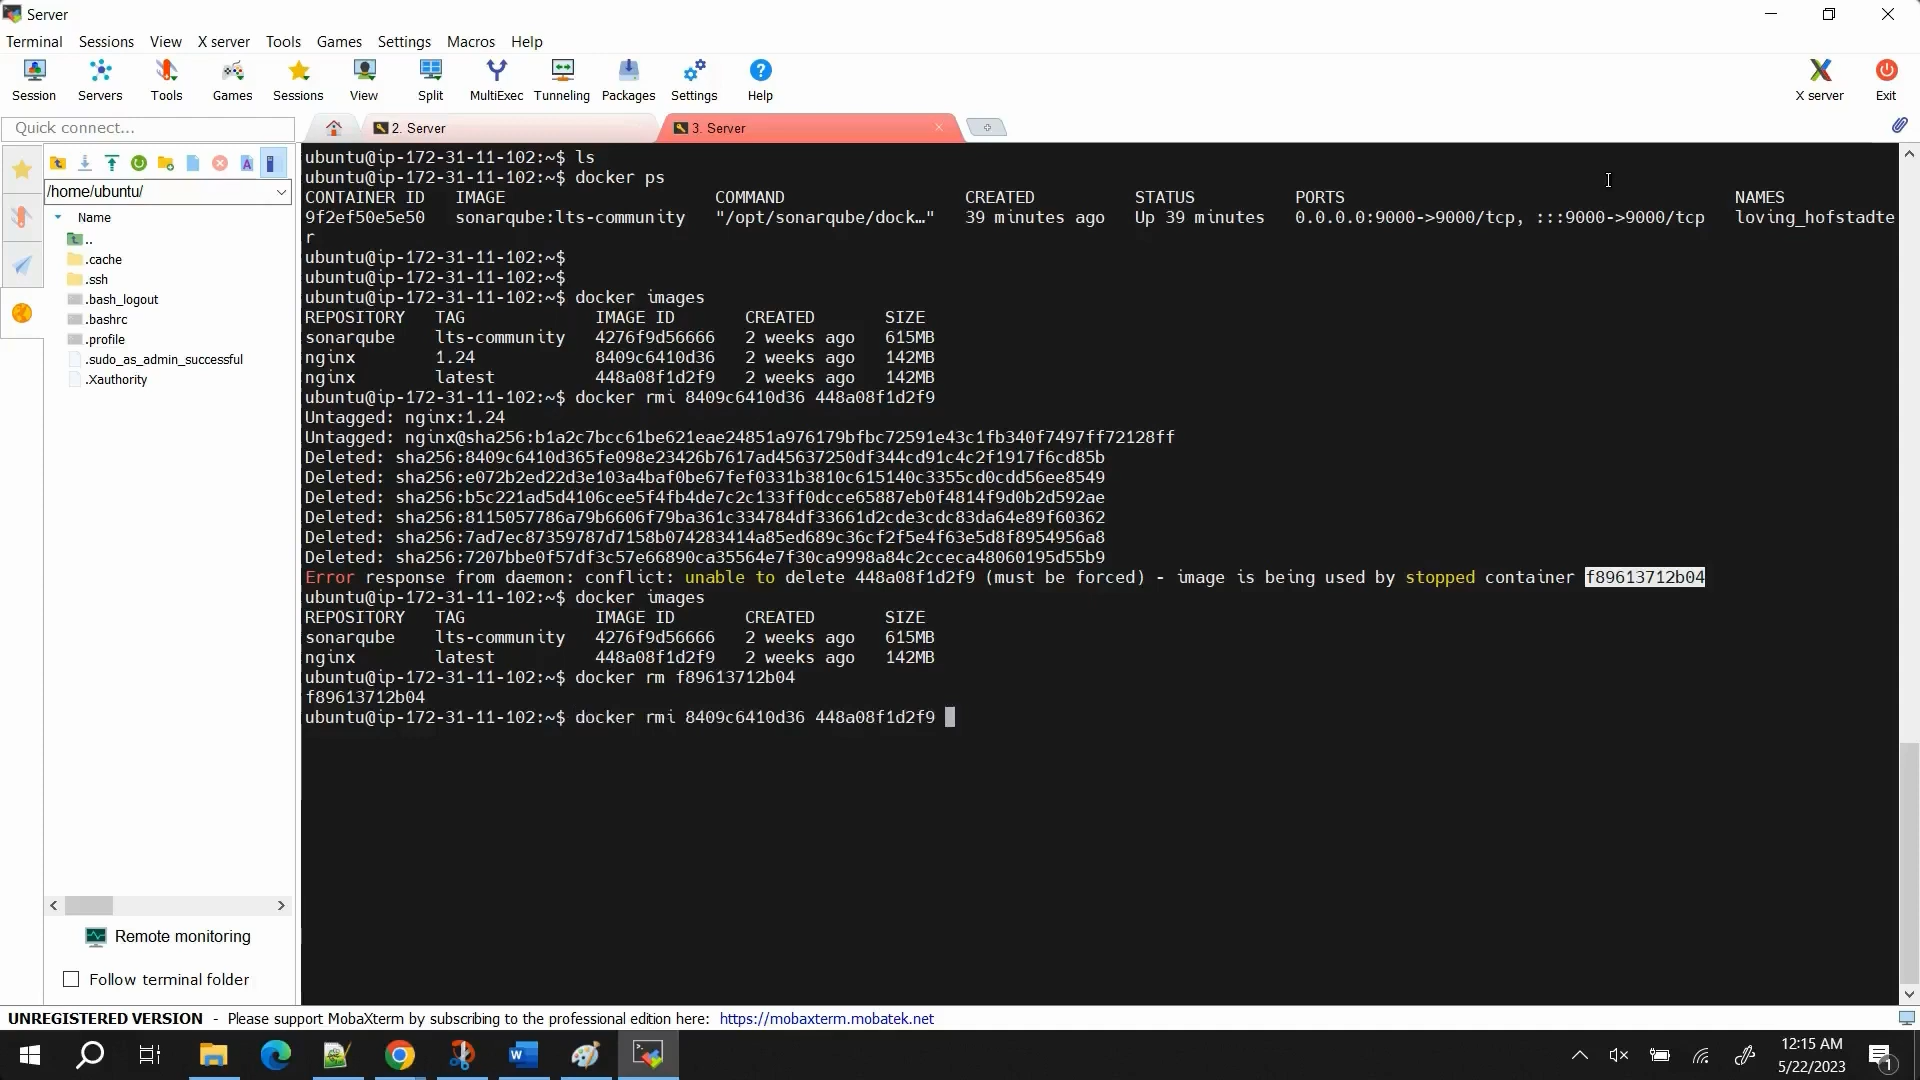 Server
Terminal Sessions View X server Tools Games Settings Macros Help
Session Servers Tools Games Sessions View Split MultiExec Tunneling Packages Settings Help X server Exit
Quick connect...
2. Server
3. Server
/home/ubuntu/
Name
..
.cache
.ssh
.bash_logout
.bashrc
.profile
.sudo_as_admin_successful
.Xauthority
Remote monitoring
Follow terminal folder
ubuntu@ip-172-31-11-102:~$ ls
ubuntu@ip-172-31-11-102:~$ docker ps
CONTAINER ID   IMAGE                    COMMAND                  CREATED          STATUS          PORTS                                       NAMES
9f2ef50e5e50   sonarqube:lts-community   "/opt/sonarqube/dock…"   39 minutes ago   Up 39 minutes   0.0.0.0:9000->9000/tcp, :::9000->9000/tcp   loving_hofstadte
r
ubuntu@ip-172-31-11-102:~$
ubuntu@ip-172-31-11-102:~$
ubuntu@ip-172-31-11-102:~$ docker images
REPOSITORY   TAG             IMAGE ID       CREATED       SIZE
sonarqube    lts-community   4276f9d56666   2 weeks ago   615MB
nginx        1.24            8409c6410d36   2 weeks ago   142MB
nginx        latest          448a08f1d2f9   2 weeks ago   142MB
ubuntu@ip-172-31-11-102:~$ docker rmi 8409c6410d36 448a08f1d2f9
Untagged: nginx:1.24
Untagged: nginx@sha256:b1a2c7bcc61be621eae24851a976179bfbc72591e43c1fb340f7497ff72128ff
Deleted: sha256:8409c6410d365fe098e23426b7617ad45637250df344cd91c4c2f1917f6cd85b
Deleted: sha256:e072b2ed22d3e103a4baf0be67fef0331b3810c615140c3355cd0cdd56ee8549
Deleted: sha256:b5c221ad5d4106cee5f4fb4de7c2c133ff0dcce65887eb0f4814f9d0b2d592ae
Deleted: sha256:8115057786a79b6606f79ba361c334784df33661d2cde3cdc83da64e89f60362
Deleted: sha256:7ad7ec87359787d7158b074283414a85ed689c36cf2f5e4f63e5d8f8954956a8
Deleted: sha256:7207bbe0f57df3c57e66890ca35564e7f30ca9998a84c2cceca48060195d55b9
Error response from daemon: conflict: unable to delete 448a08f1d2f9 (must be forced) - image is being used by stopped container f89613712b04
ubuntu@ip-172-31-11-102:~$ docker images
REPOSITORY   TAG             IMAGE ID       CREATED       SIZE
sonarqube    lts-community   4276f9d56666   2 weeks ago   615MB
nginx        latest          448a08f1d2f9   2 weeks ago   142MB
ubuntu@ip-172-31-11-102:~$ docker rm f89613712b04
f89613712b04
ubuntu@ip-172-31-11-102:~$ docker rmi 8409c6410d36 448a08f1d2f9
UNREGISTERED VERSION - Please support MobaXterm by subscribing to the professional edition here: https://mobaxterm.mobatek.net
12:15 AM
5/22/2023
1